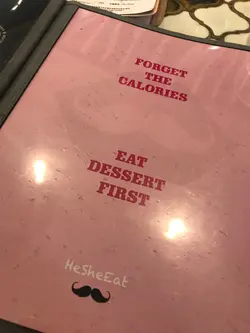 FORGET
THE
CALORIES
EAT
DESSERT
FIRST
HeSheEat